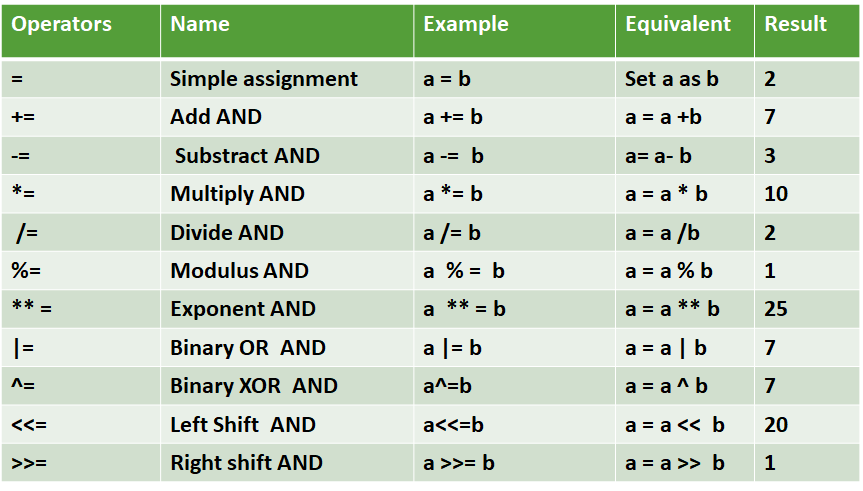 Operators Name Example Equivalent Result
= Simple assignment a = b Set a as b 2
+= Add AND a += b a = a +b 7
-= Substract AND a -= b a= a- b 3
*= Multiply AND a *= b a = a * b 10
/= Divide AND a /= b a = a /b 2
%= Modulus AND a % = b a = a % b 1
** = Exponent AND a ** = b a = a ** b 25
|= Binary OR AND a |= b a = a | b 7
^= Binary XOR AND a^=b a = a ^ b 7
<<= Left Shift AND a<<=b a = a << b 20
>>= Right shift AND a >>= b a = a >> b 1